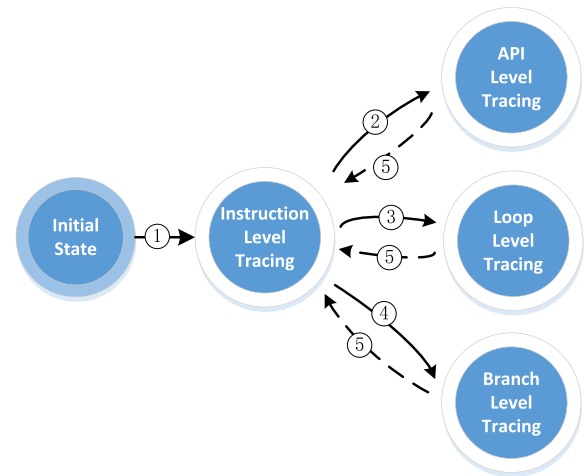 API
Level
Tracing
②
⑤
Initial
State
①
Instruction
Level
Tracing
③
⑤
Loop
Level
Tracing
④
⑤
Branch
Level
Tracing